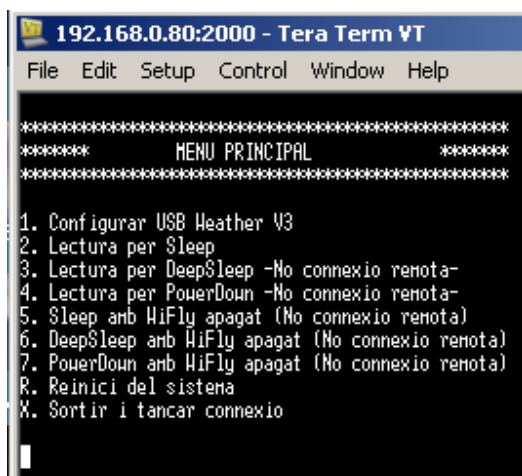 192.168.0.80:2000 - Tera Term VT
File Edit Setup Control Window Help
****************************************************
******* MENU PRINCIPAL *******
****************************************************
1. Configurar USB Weather V3
2. Lectura per Sleep
3. Lectura per DeepSleep -No connexio remota-
4. Lectura per PowerDown -No connexio remota-
5. Sleep amb WiFly apagat (No connexio remota)
6. DeepSleep amb WiFly apagat (No connexio remota)
7. PowerDown amb WiFly apagat (No connexio remota)
R. Reinici del sistema
X. Sortir i tancar connexio